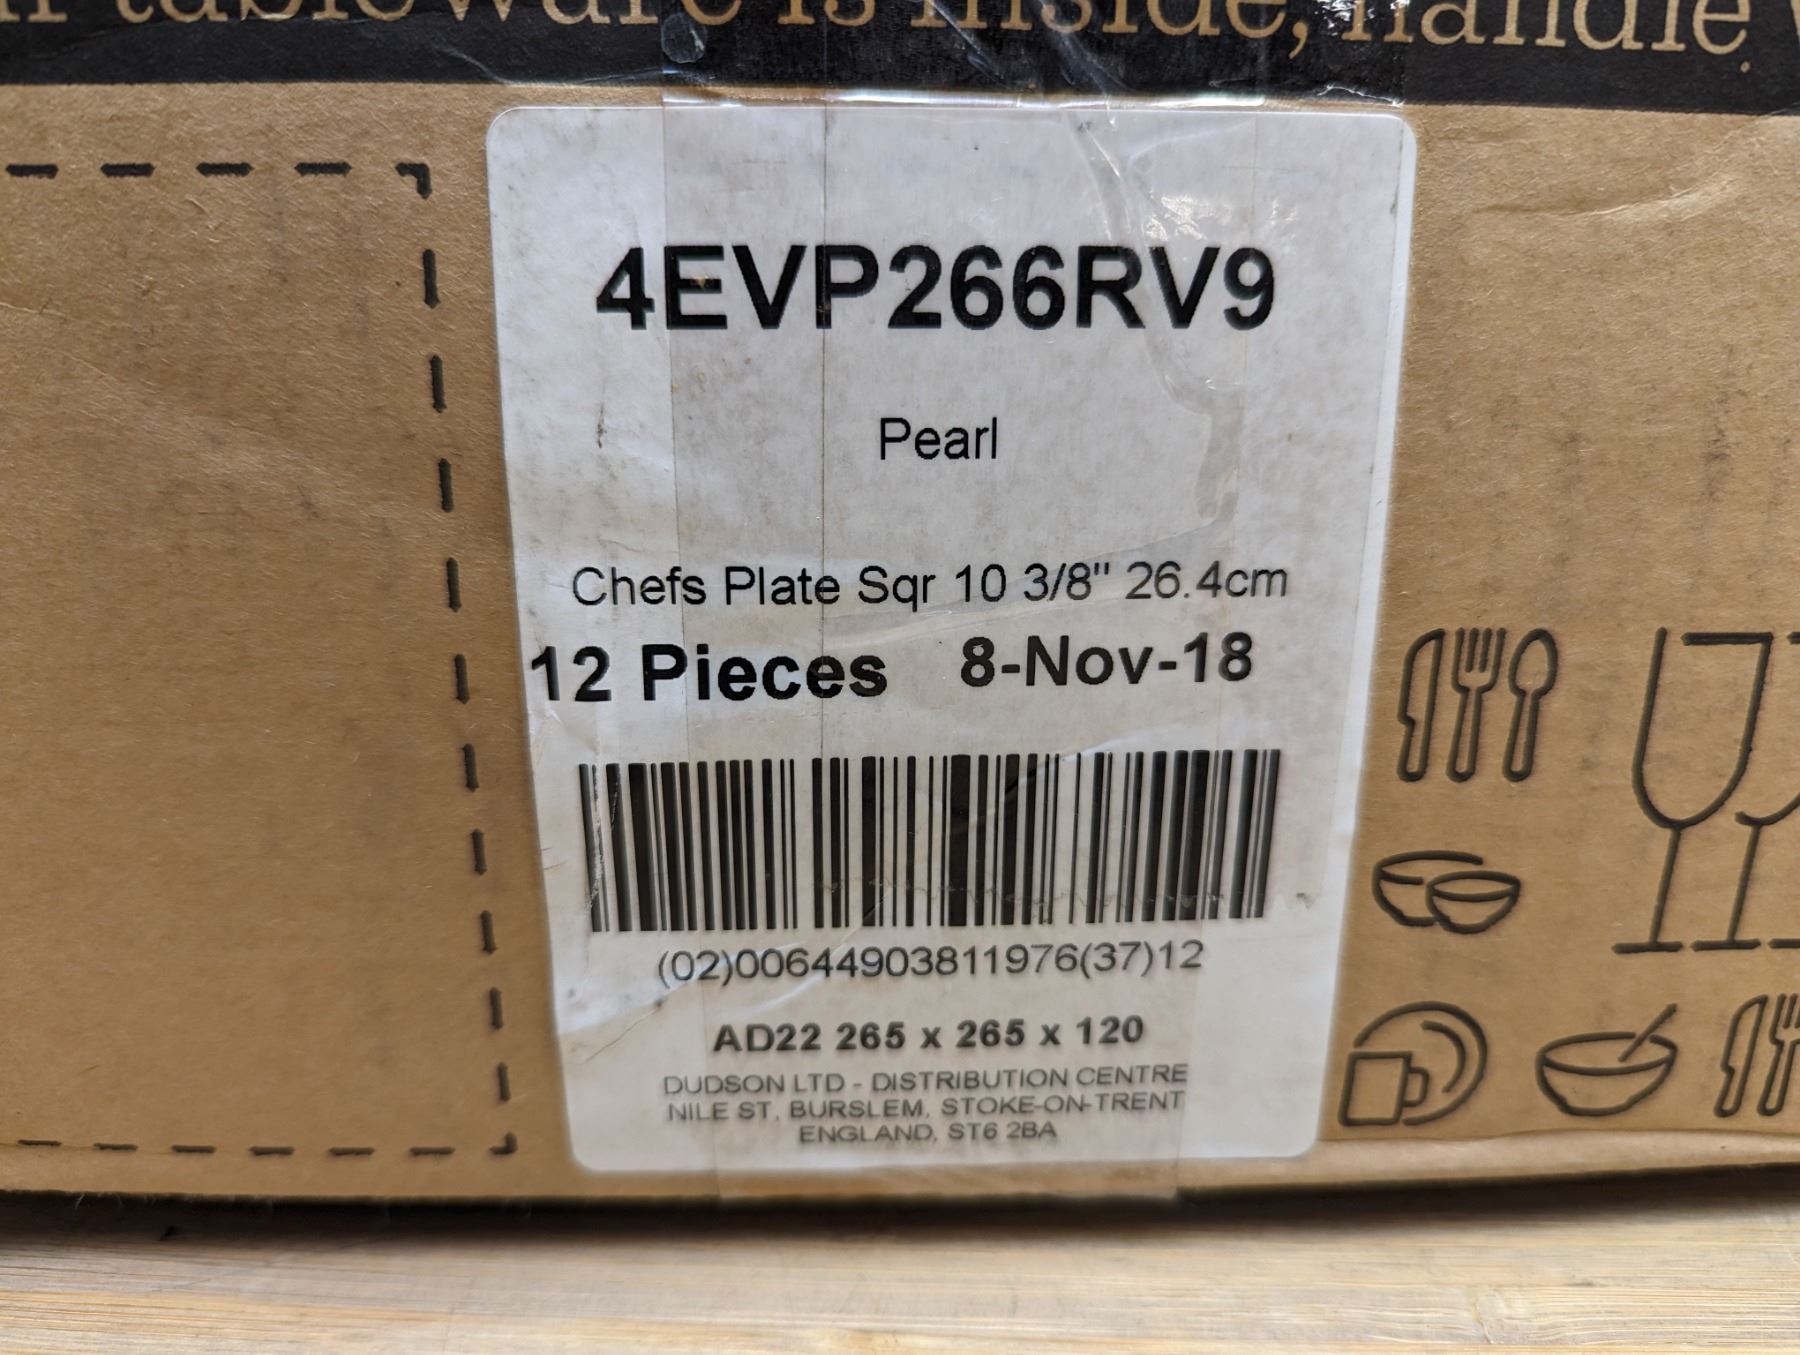 tableware is inside, handle
4EVP266RV9
Pearl
Chefs Plate Sqr 10 3/8" 26.4cm
12 Pieces 8-Nov-18
(02)00644903811976(37)12
AD22 265 x 265 x 120
DUDSON LTD - DISTRIBUTION CENTRE
NILE ST, BURSLEM, STOKE-ON-TRENT
ENGLAND, ST6 2BA